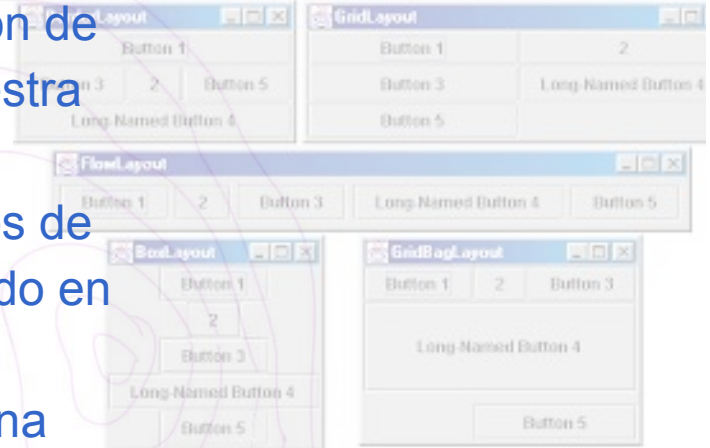 ón de
stra
s de
do en
na
Layout
Button 1
Button 3 2 Button 5
Long-Named Button 4
GridLayout
Button 1 2
Button 3 Long-Named Button 4
Button 5
FlowLayout
Button 1 2 Button 3 Long-Named Button 4 Button 5
BoxLayout
Button 1
2
Button 3
Long-Named Button 4
Button 5
GridBagLayout
Button 1 2 Button 3
Long-Named Button 4
Button 5